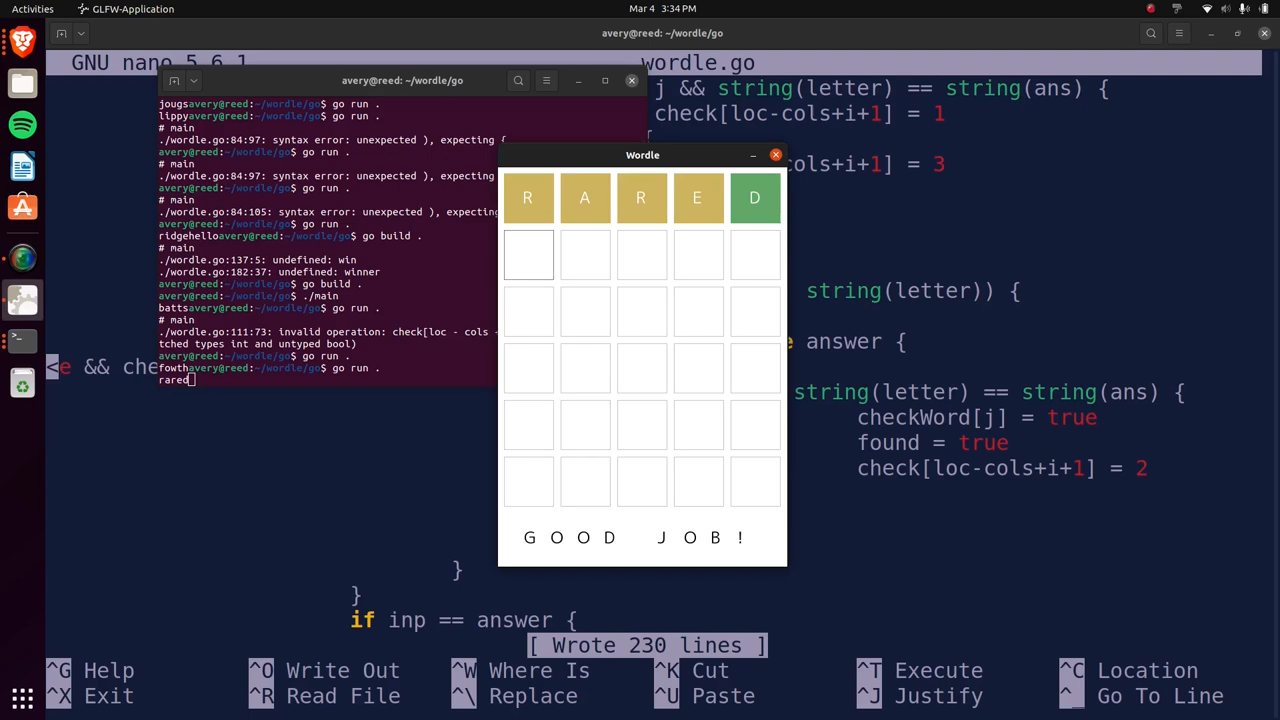 Activities
GLFW-Application
Mar 4 3:34 PM
avery@reed: ~/wordle/go
GNU nano 5.6.1
wordle.go
j && string(letter) == string(ans) {
check[loc-cols+i+1] = 1
{
check[loc-cols+i+1] = 3
string(letter)) {
e answer {
<e && che
string(letter) == string(ans) {
checkWord[j] = true
found = true
check[loc-cols+i+1] = 2
}
}
if inp == answer {
[ Wrote 230 lines ]
^G Help ^O Write Out ^W Where Is ^K Cut ^T Execute ^C Location
^X Exit ^R Read File ^\ Replace ^U Paste ^J Justify ^_ Go To Line
avery@reed: ~/wordle/go
jougsavery@reed:~/wordle/go$ go run .
lippyavery@reed:~/wordle/go$ go run .
# main
./wordle.go:84:97: syntax error: unexpected ), expecting {
avery@reed:~/wordle/go$ go run .
# main
./wordle.go:84:97: syntax error: unexpected ), expecting
avery@reed:~/wordle/go$ go run .
# main
./wordle.go:84:105: syntax error: unexpected ), expecting
avery@reed:~/wordle/go$ go run .
ridgehelloavery@reed:~/wordle/go$ go build .
# main
./wordle.go:137:5: undefined: win
./wordle.go:182:37: undefined: winner
avery@reed:~/wordle/go$ go build .
avery@reed:~/wordle/go$ ./main
battsavery@reed:~/wordle/go$ go run .
# main
./wordle.go:111:73: invalid operation: check[loc - cols -
tched types int and untyped bool)
avery@reed:~/wordle/go$ go run .
fowthavery@reed:~/wordle/go$ go run .
rared
Wordle
R A R E D
GOOD JOB!